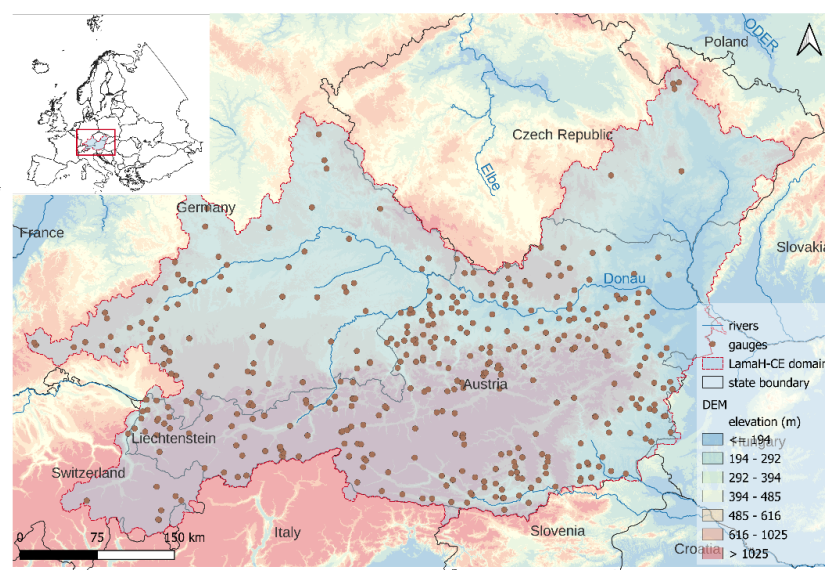 ODER
Poland
Czech Republic
Elbe
Germany
France
Slovakia
Donau
rivers
gauges
LamaH-CE domain
state boundary
Austria
DEM
elevation (m)
Hungary
<= 194
Liechtenstein
194 - 292
Switzerland
292 - 394
394 - 485
485 - 616
Italy
Slovenia
616 - 1025
0 75 150 km
Croatia
> 1025